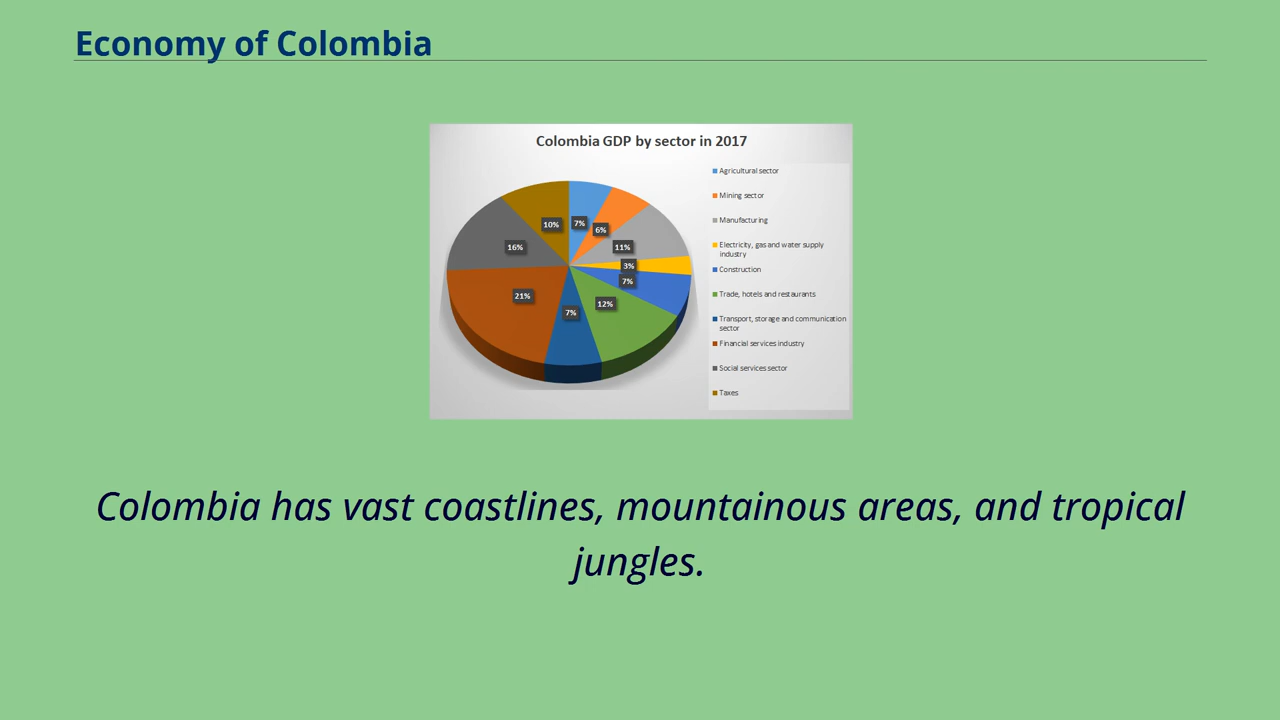 Economy of Colombia
Colombia GDP by sector in 2017
Agricultural sector
Mining sector
Manufacturing
Electricity, gas and water supply
industry
Construction
Trade, hotels and restaurants
Transport, storage and communication
sector
Financial services industry
Social services sector
Taxes
10%
7%
6%
11%
3%
7%
12%
7%
21%
16%
Colombia has vast coastlines, mountainous areas, and tropical
jungles.